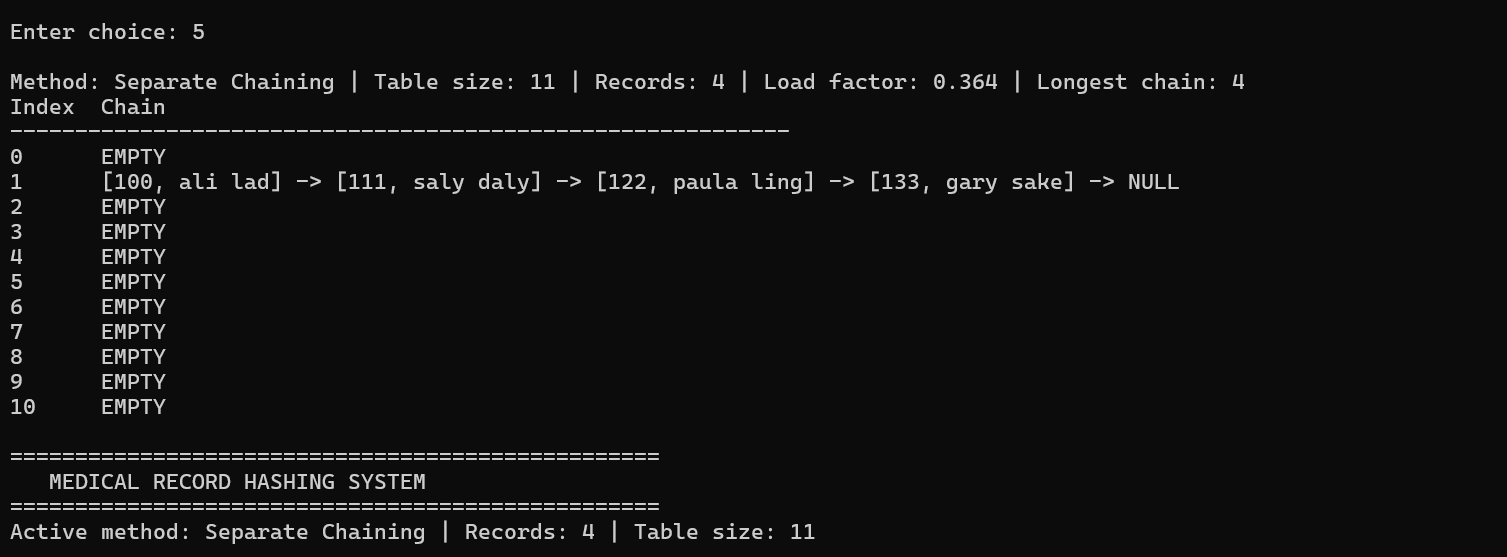 Enter choice: 5
Method: Separate Chaining | Table size: 11 | Records: 4 | Load factor: 0.364 | Longest chain: 4
Index  Chain
------------------------------------------------------------
0      EMPTY
1      [100, ali lad] -> [111, saly daly] -> [122, paula ling] -> [133, gary sake] -> NULL
2      EMPTY
3      EMPTY
4      EMPTY
5      EMPTY
6      EMPTY
7      EMPTY
8      EMPTY
9      EMPTY
10     EMPTY
==================================================
   MEDICAL RECORD HASHING SYSTEM
==================================================
Active method: Separate Chaining | Records: 4 | Table size: 11